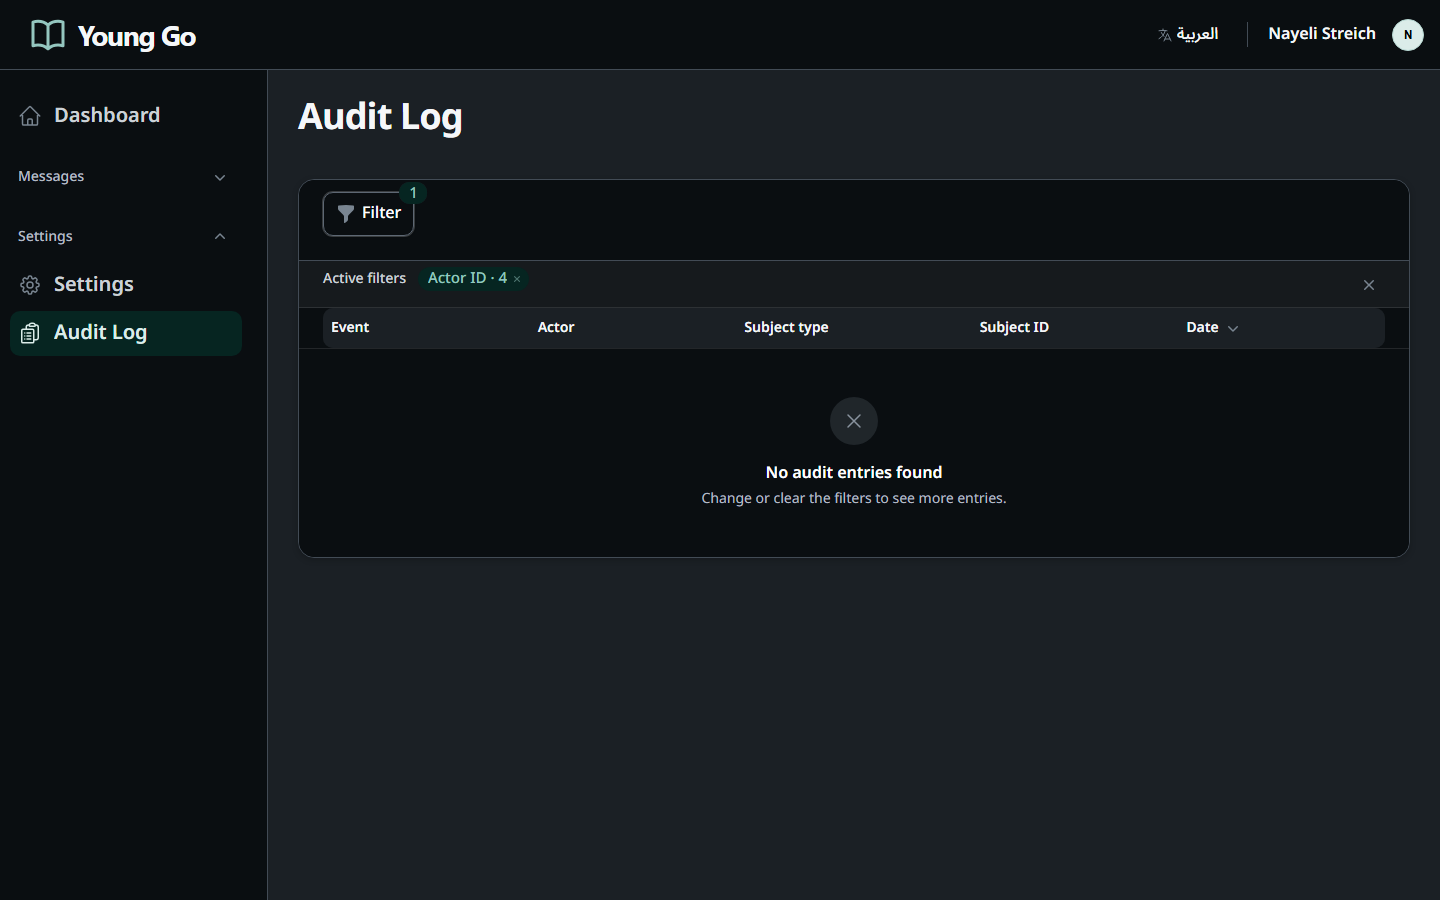 Young Go
العربية
Nayeli Streich
N
Dashboard
Messages
Settings
Settings
Audit Log
Audit Log
Filter
1
Active filters
Actor ID · 4 ×
Event
Actor
Subject type
Subject ID
Date
No audit entries found
Change or clear the filters to see more entries.